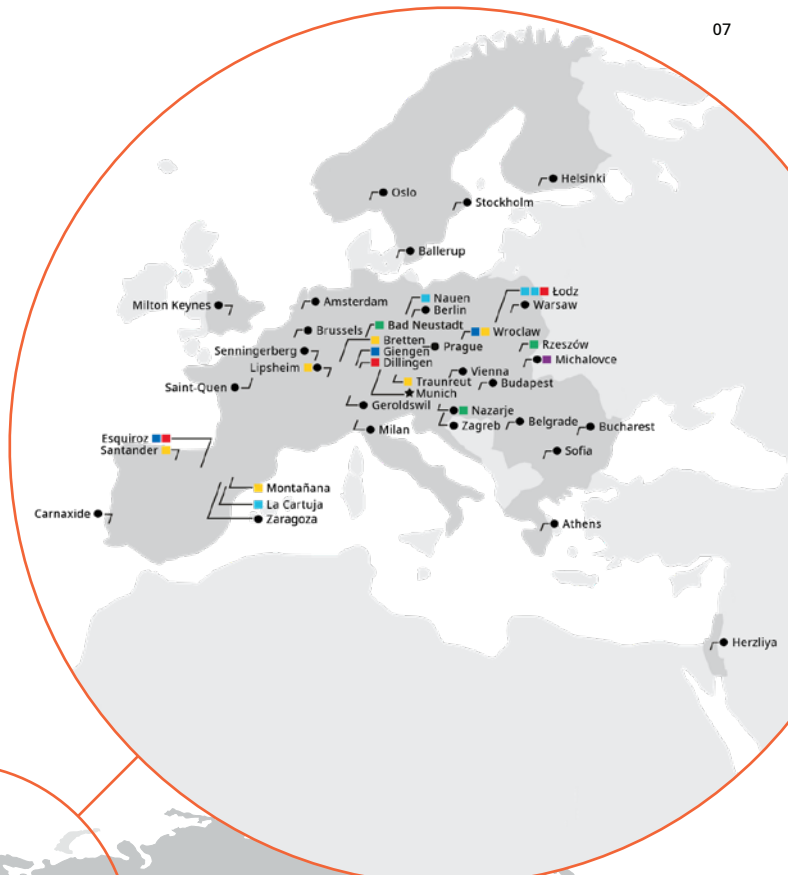 07
Helsinki
Oslo
Stockholm
Ballerup
Nauen
Łodz
Milton Keynes
Amsterdam
Berlin
Warsaw
Bad Neustadt
Brussels
Wroclaw
Bretten
Rzeszów
Senningerberg
Giengen
Prague
Dillingen
Michalovce
Lipsheim
Vienna
Saint-Quen
Traunreut
Budapest
Munich
Geroldswil
Nazarje
Milan
Zagreb
Belgrade
Bucharest
Esquiroz
Santander
Sofia
Montañana
La Cartuja
Carnaxide
Zaragoza
Athens
Herzliya